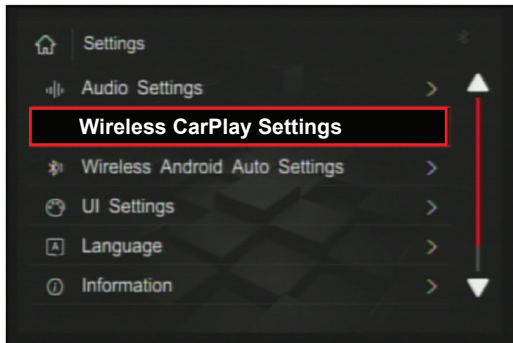 Settings
Audio Settings
Wireless CarPlay Settings
Wireless Android Auto Settings
UI Settings
A Language
Information